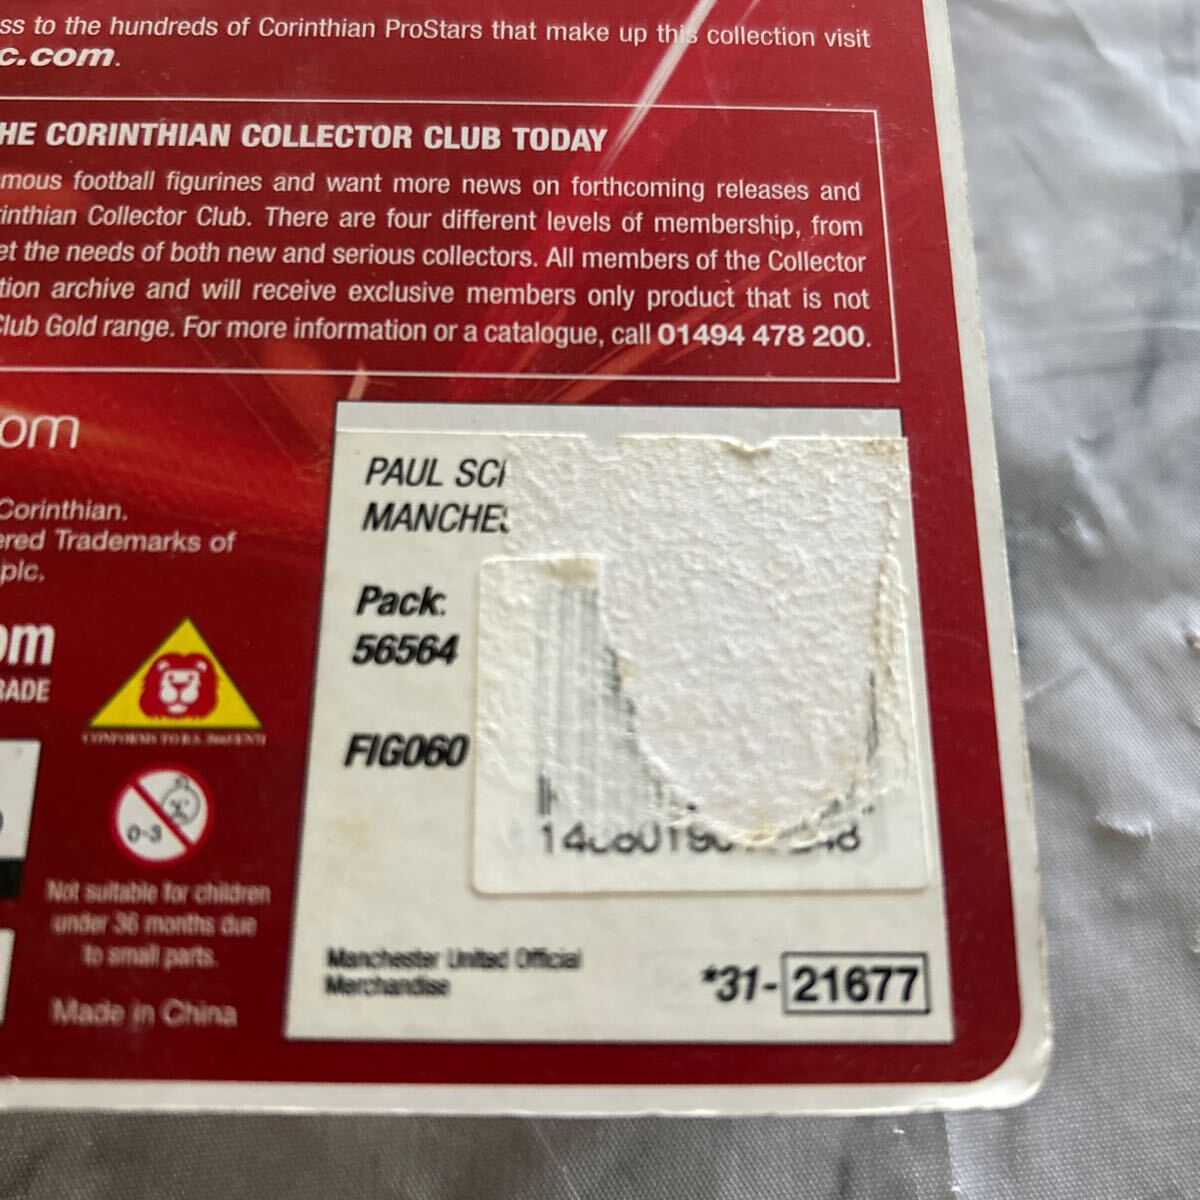 ss to the hundreds of Corinthian ProStars that make up this collection visit
c.com.
HE CORINTHIAN COLLECTOR CLUB TODAY
mous football figurines and want more news on forthcoming releases and
rinthian Collector Club. There are four different levels of membership, from
et the needs of both new and serious collectors. All members of the Collector
tion archive and will receive exclusive members only product that is not
Club Gold range. For more information or a catalogue, call 01494 478 200.
om
Corinthian.
ered Trademarks of
plc.
om
RADE
0-3
Not suitable for children
under 36 months due
to small parts.
Made in China
PAUL SC
MANCHES
Pack:
56564
FIG060
Manchester United Official
Merchandise
*31-21677